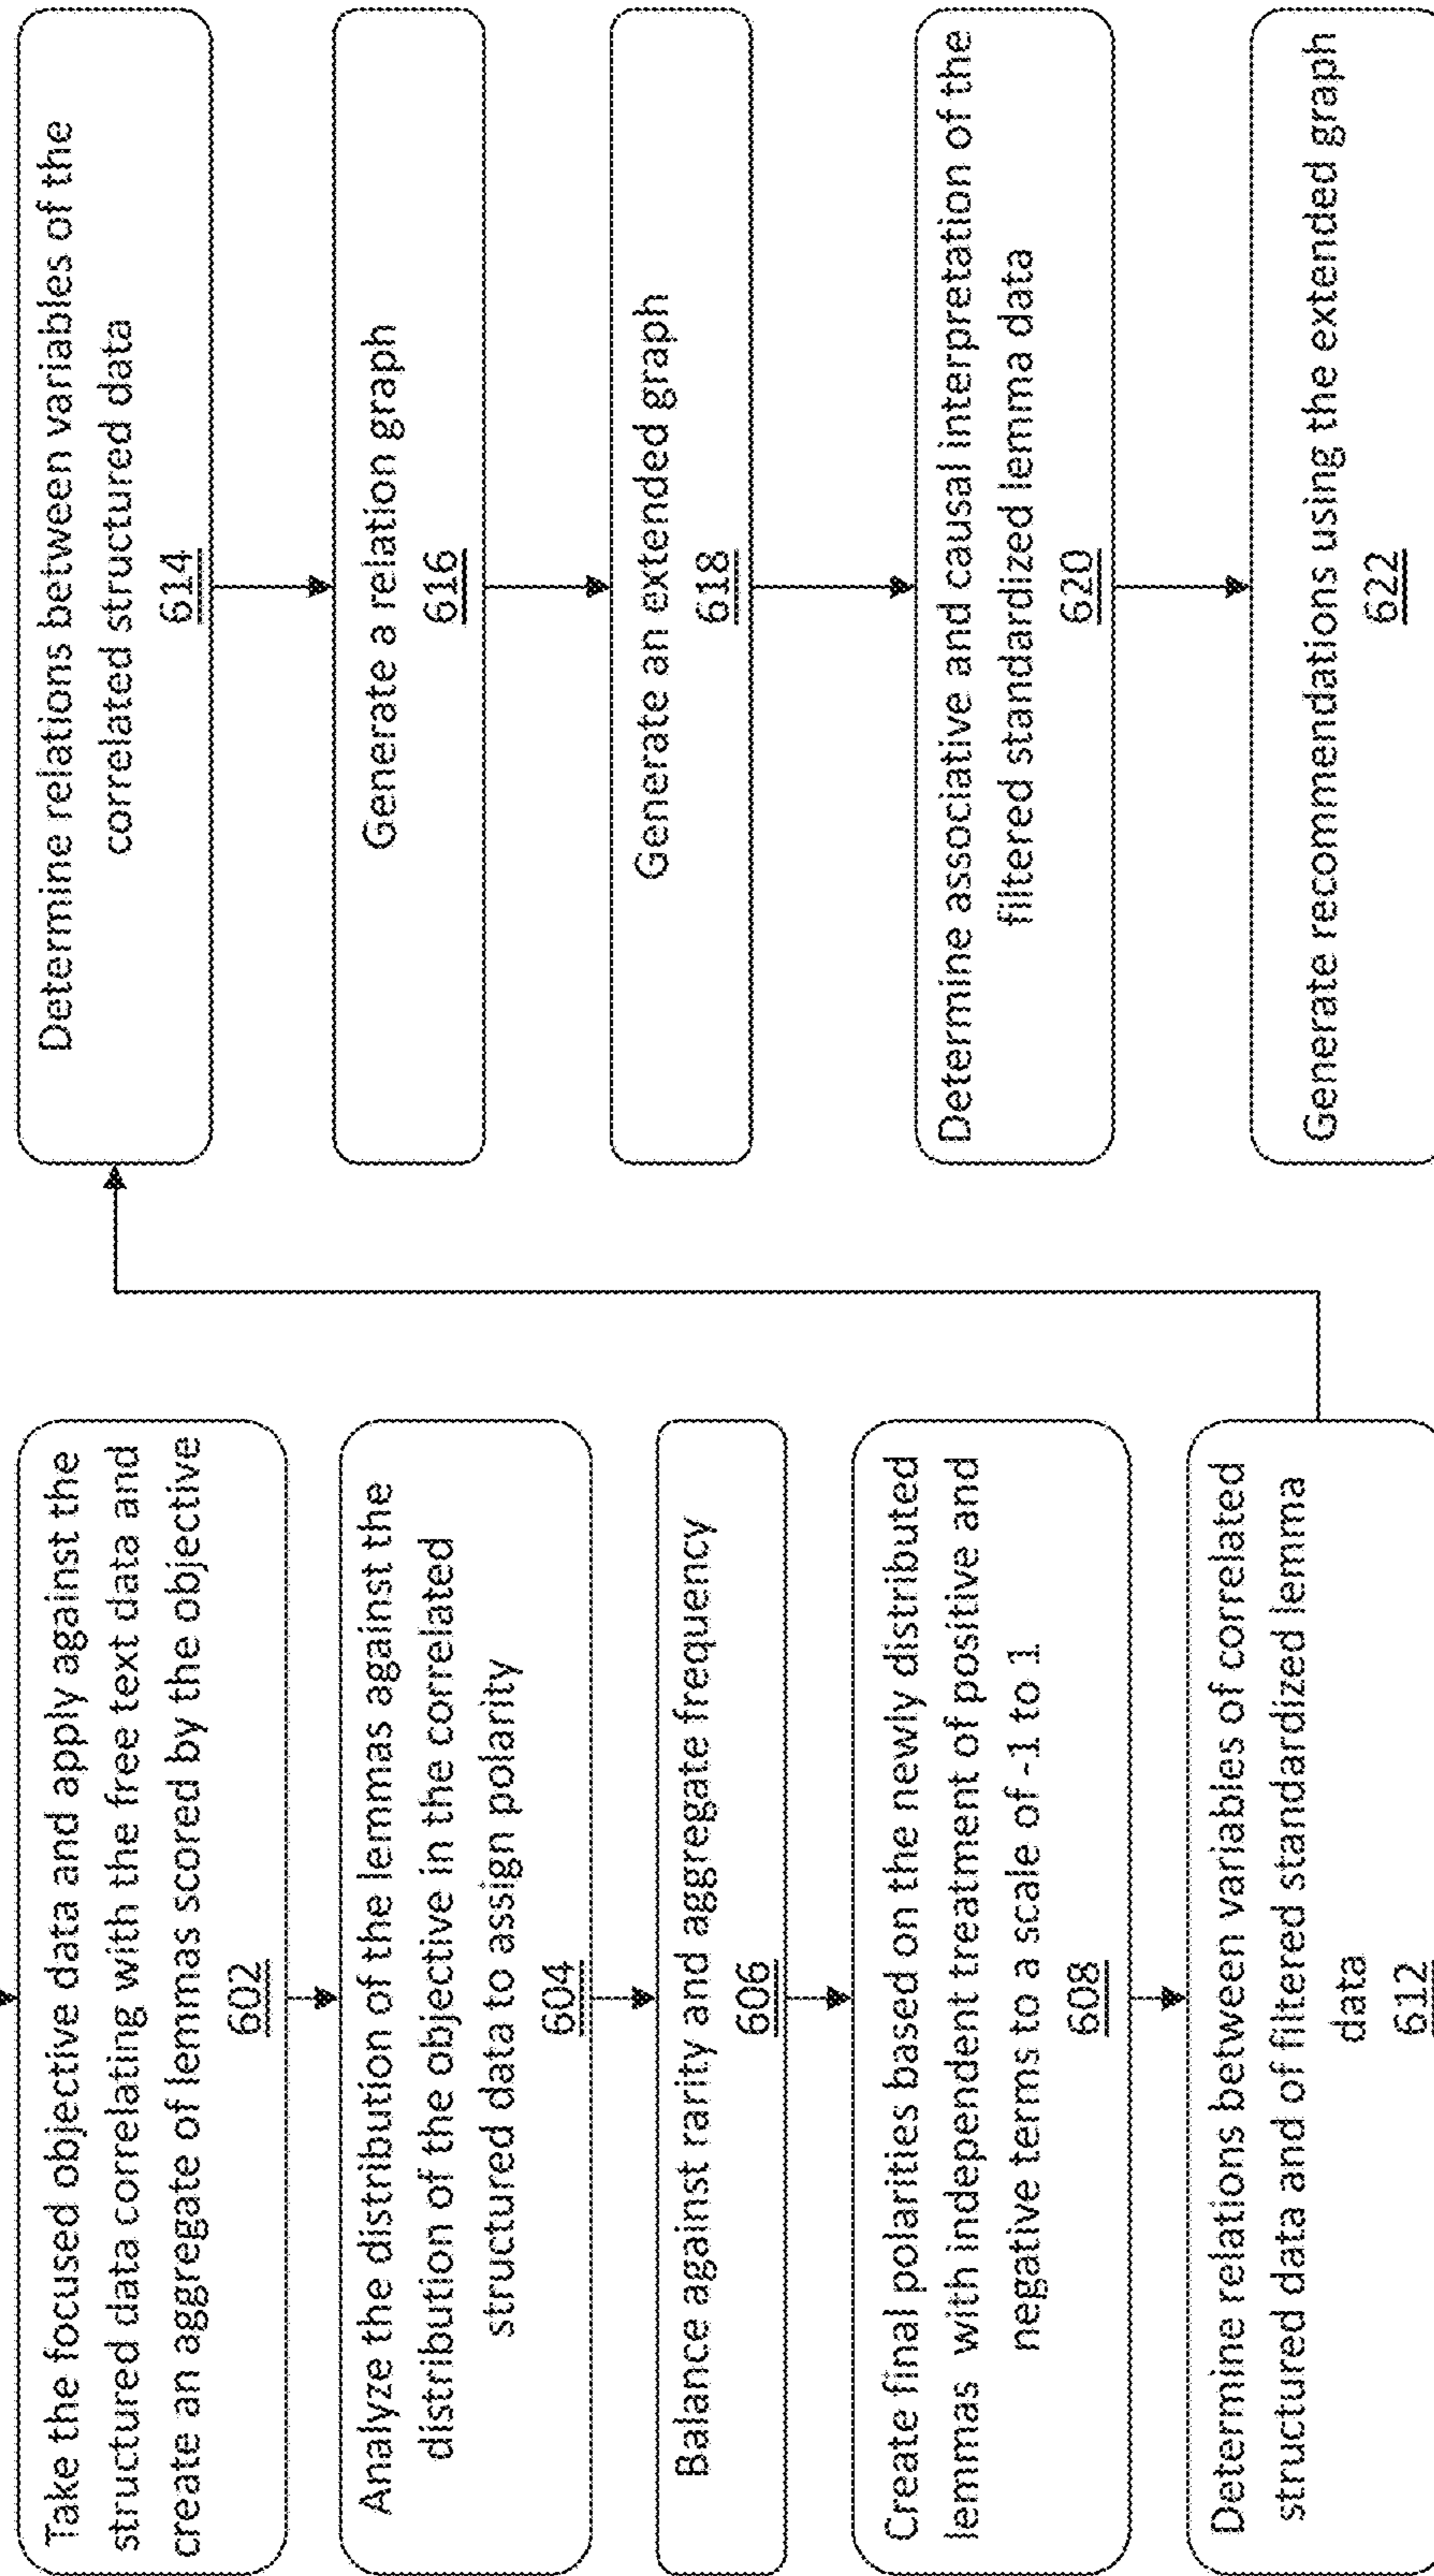 Take the focused objective data and apply against the
structured data correlating with the free text data and
create an aggregate of lemmas scored by the objective
602
Analyze the distribution of the lemmas against the
distribution of the objective in the correlated
structured data to assign polarity
604
Balance against rarity and aggregate frequency
606
Create final polarities based on the newly distributed
lemmas with independent treatment of positive and
negative terms to a scale of -1 to 1
608
Determine relations between variables of correlated
structured data and of filtered standardized lemma
data
612
Determine relations between variables of the
correlated structured data
614
Generate a relation graph
616
Generate an extended graph
618
Determine associative and causal interpretation of the
filtered standardized lemma data
620
Generate recommendations using the extended graph
622